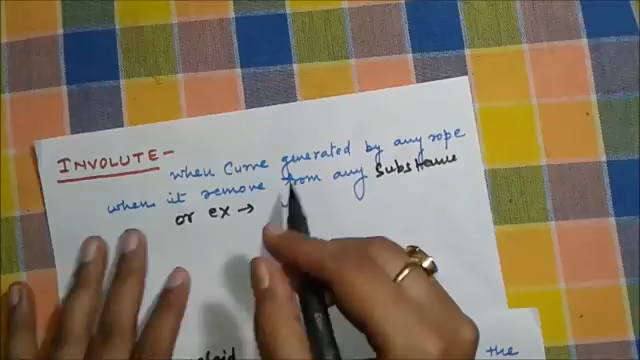 INVOLUTE-
when Curve generated by any rope
when it remove from any Substance
or ex →
the